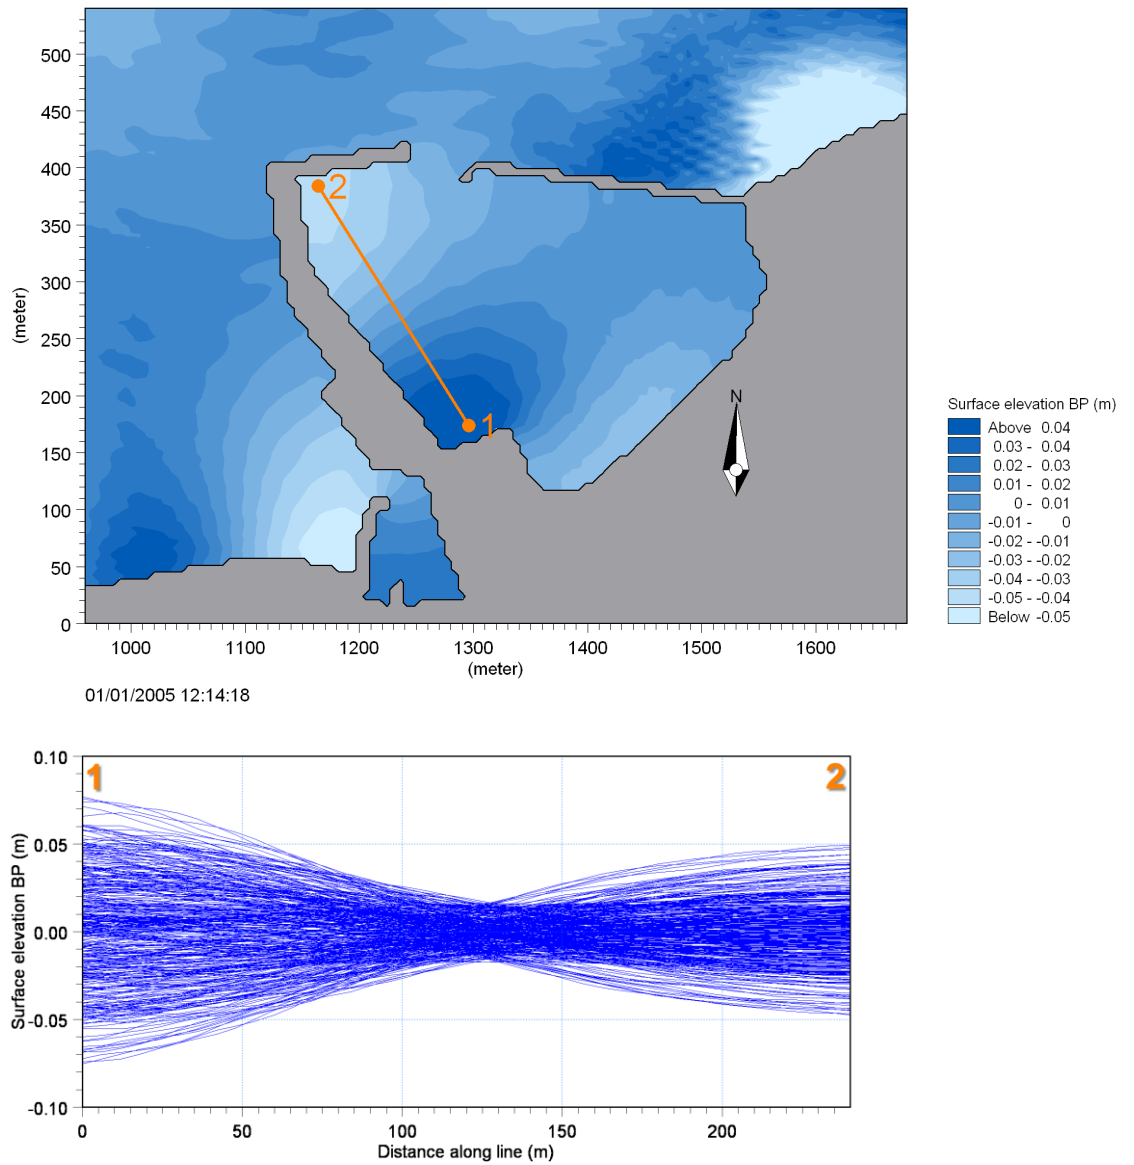 550
500
450
400
350
300
250
200
150
100
50
0
(meter)
2
1
N
1000 1100 1200 1300 1400 1500 1600
(meter)
01/01/2005 12:14:18
Surface elevation BP (m)
Above 0.04
0.03 - 0.04
0.02 - 0.03
0.01 - 0.02
0 - 0.01
-0.01 - 0
-0.02 - -0.01
-0.03 - -0.02
-0.04 - -0.03
-0.05 - -0.04
Below -0.05
1 2
0.10
0.05
0.00
-0.05
-0.10
Surface elevation BP (m)
0 50 100 150 200
Distance along line (m)